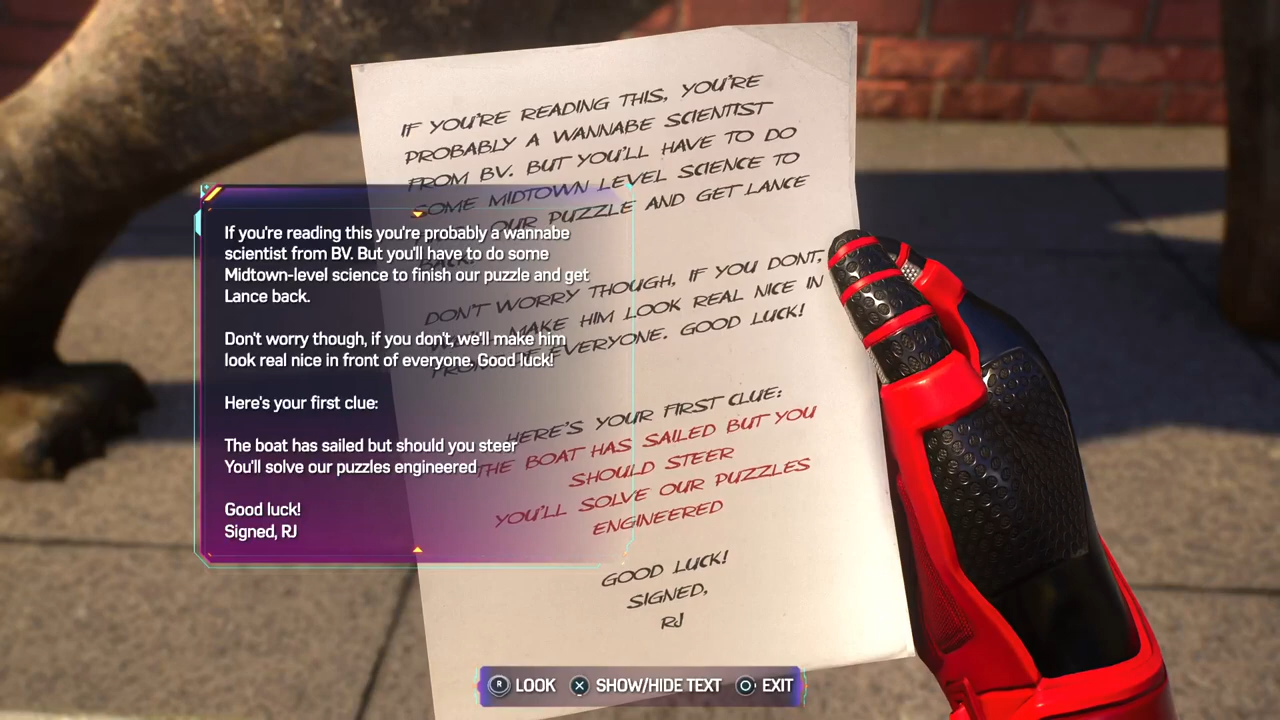 IF YOU'RE READING THIS, YOU'RE
PROBABLY A WANNABE SCIENTIST
FROM BV. BUT YOU'LL HAVE TO DO
SOME MIDTOWN LEVEL SCIENCE TO
OUR PUZZLE AND GET LANCE
DON'T WORRY THOUGH, IF YOU DONT,
MAKE HIM LOOK REAL NICE IN
EVERYONE. GOOD LUCK!
HERE'S YOUR FIRST CLUE:
THE BOAT HAS SAILED BUT YOU
SHOULD STEER
YOU'LL SOLVE OUR PUZZLES
ENGINEERED
GOOD LUCK!
SIGNED,
RJ
If you're reading this you're probably a wannabe
scientist from BV. But you'll have to do some
Midtown-level science to finish our puzzle and get
Lance back.
Don't worry though, if you don't, we'll make him
look real nice in front of everyone. Good luck!
Here's your first clue:
The boat has sailed but should you steer
You'll solve our puzzles engineered
Good luck!
Signed, RJ
R LOOK SHOW/HIDE TEXT EXIT